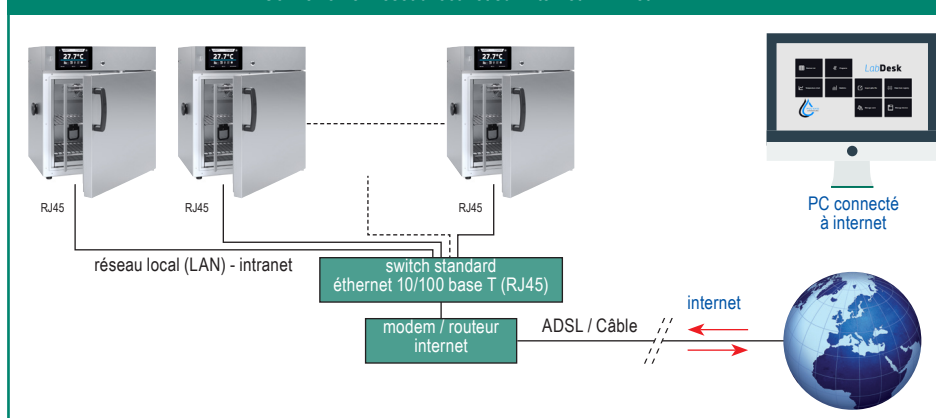 27.7°C
27.7°C
27.7°C
LabDesk
RJ45
RJ45
RJ45
PC connecté
à internet
réseau local (LAN) - intranet
switch standard
éthernet 10/100 base T (RJ45)
internet
modem / routeur
internet
ADSL / Câble